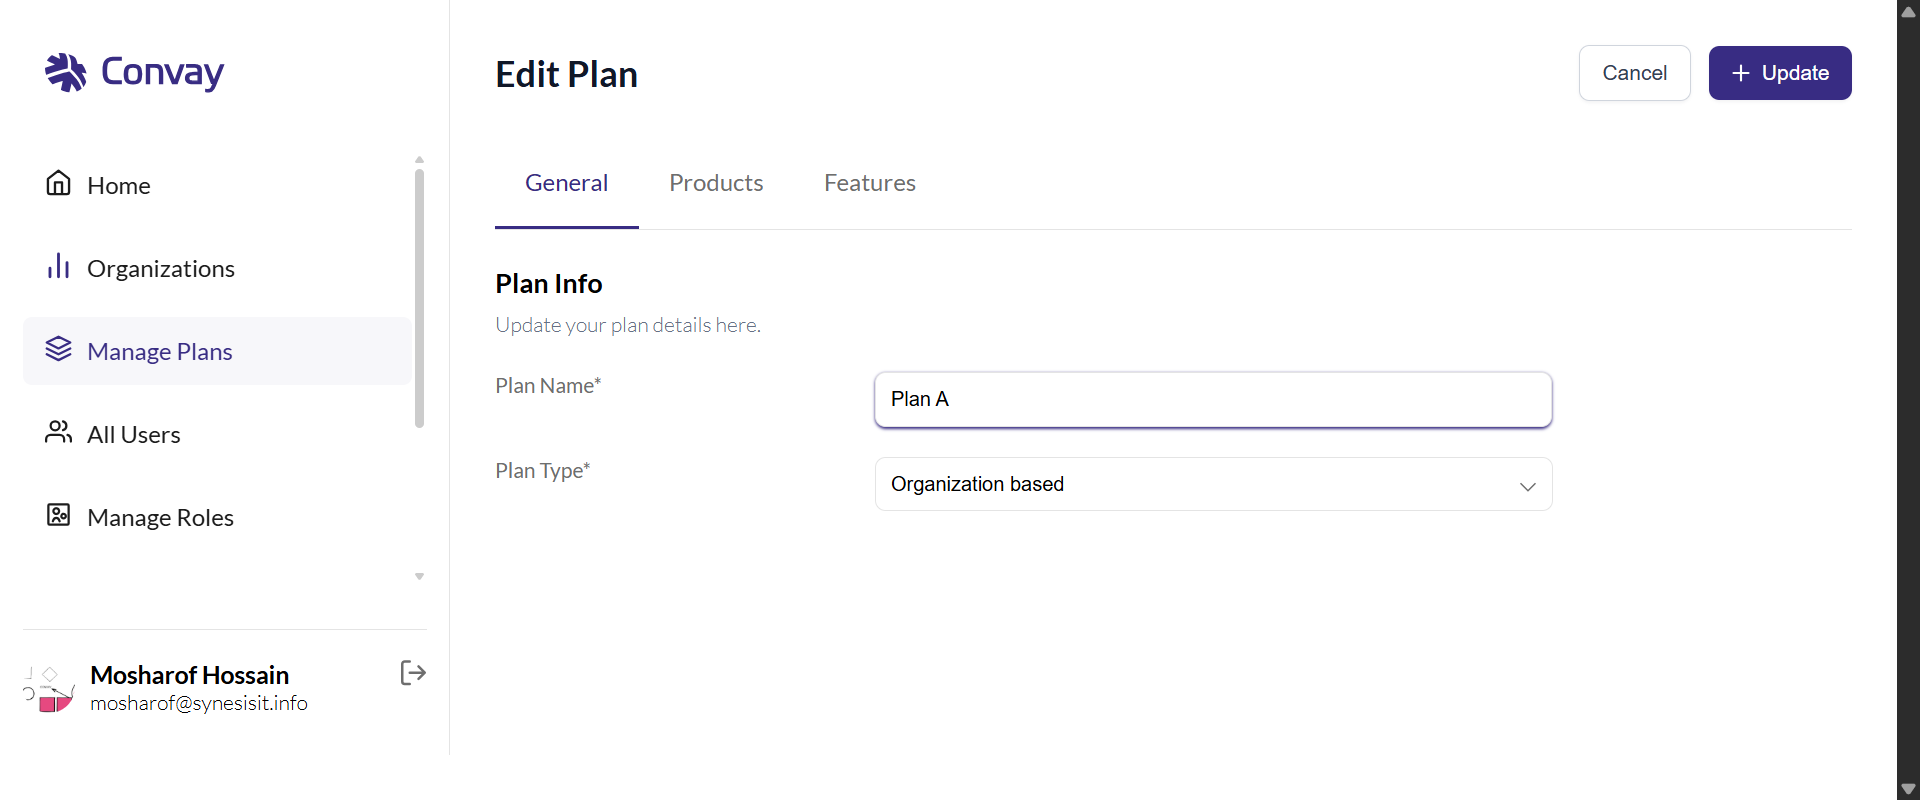 Convay
Home
Organizations
Manage Plans
All Users
Manage Roles
Mosharof Hossain
mosharof@synesisit.info
Edit Plan
Cancel
Update
General
Products
Features
Plan Info
Update your plan details here.
Plan Name*
Plan A
Plan Type*
Organization based